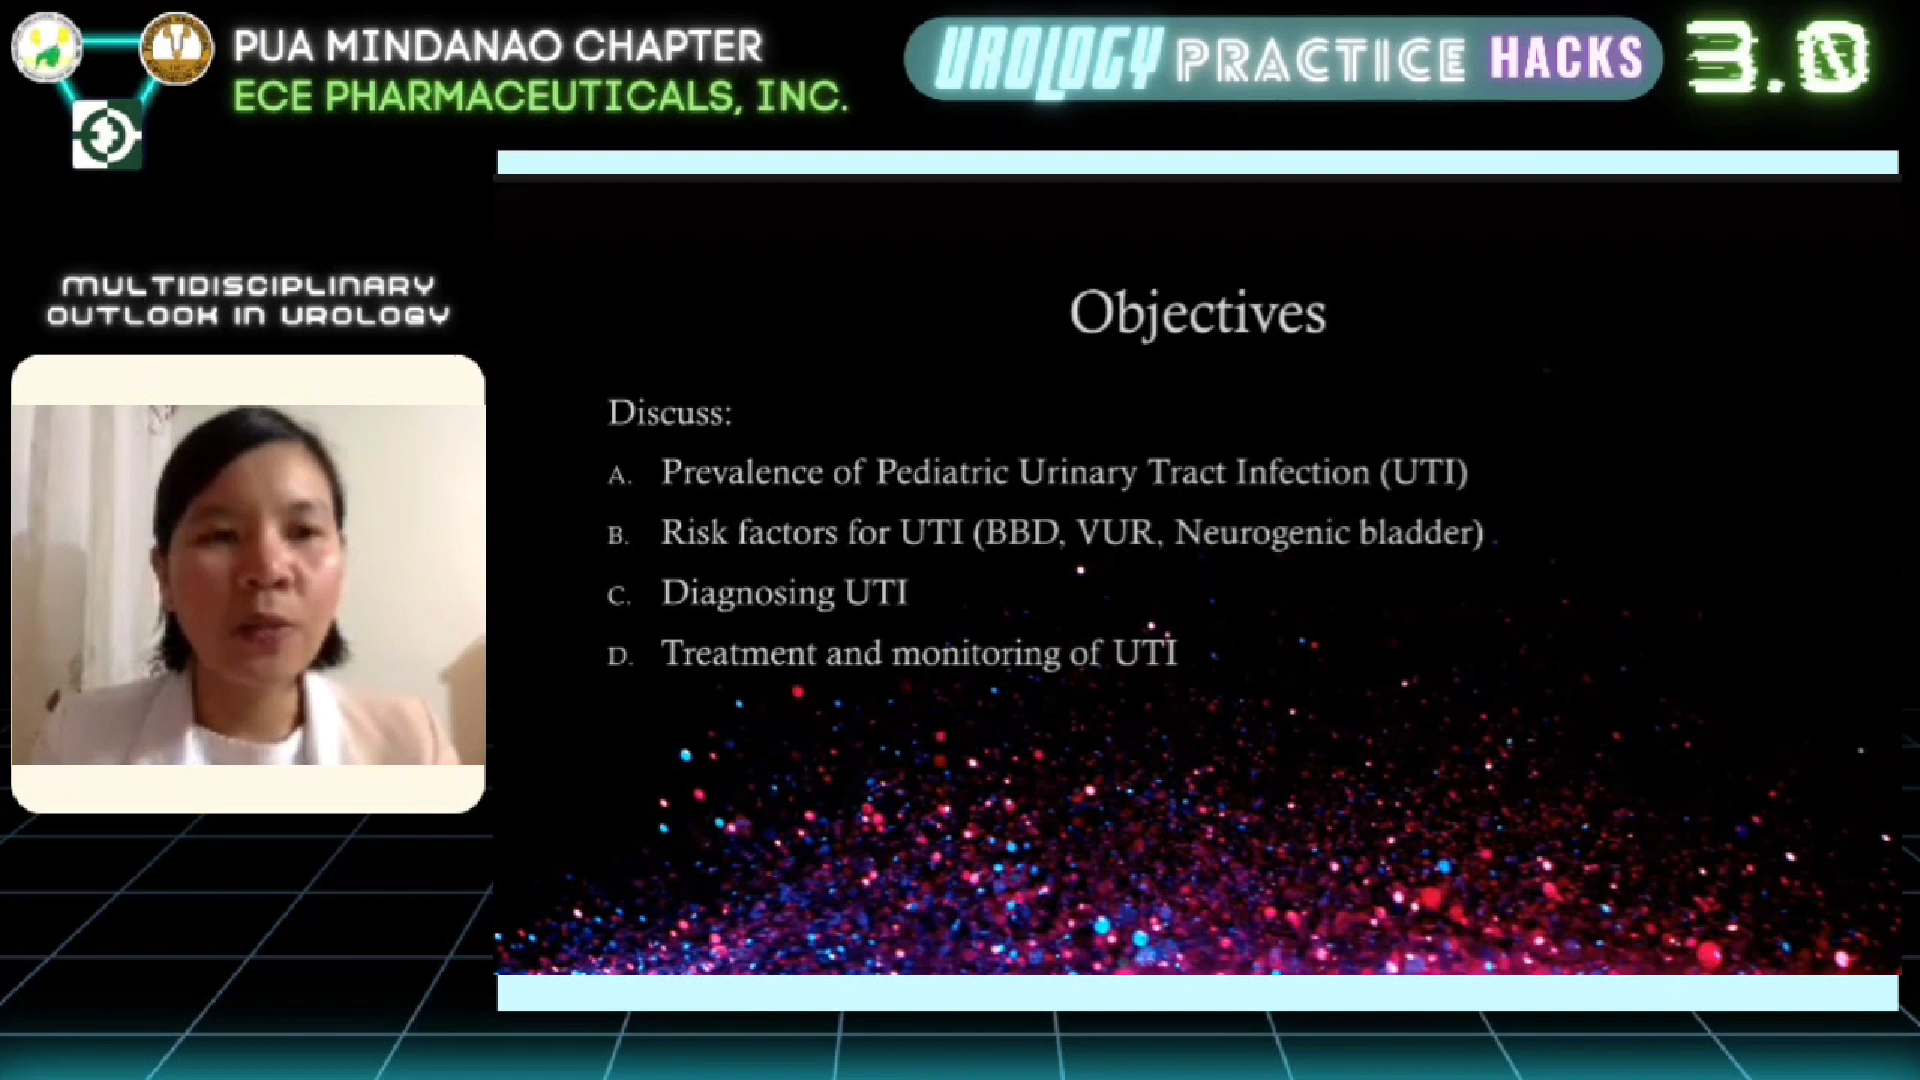 PUA MINDANAO CHAPTER
ECE PHARMACEUTICALS, INC.
UROLOGY PRACTICE HACKS 3.0
MULTIDISCIPLINARY
OUTLOOK IN UROLOGY
Objectives
Discuss:
A. Prevalence of Pediatric Urinary Tract Infection (UTI)
B. Risk factors for UTI (BBD, VUR, Neurogenic bladder)
C. Diagnosing UTI
D. Treatment and monitoring of UTI